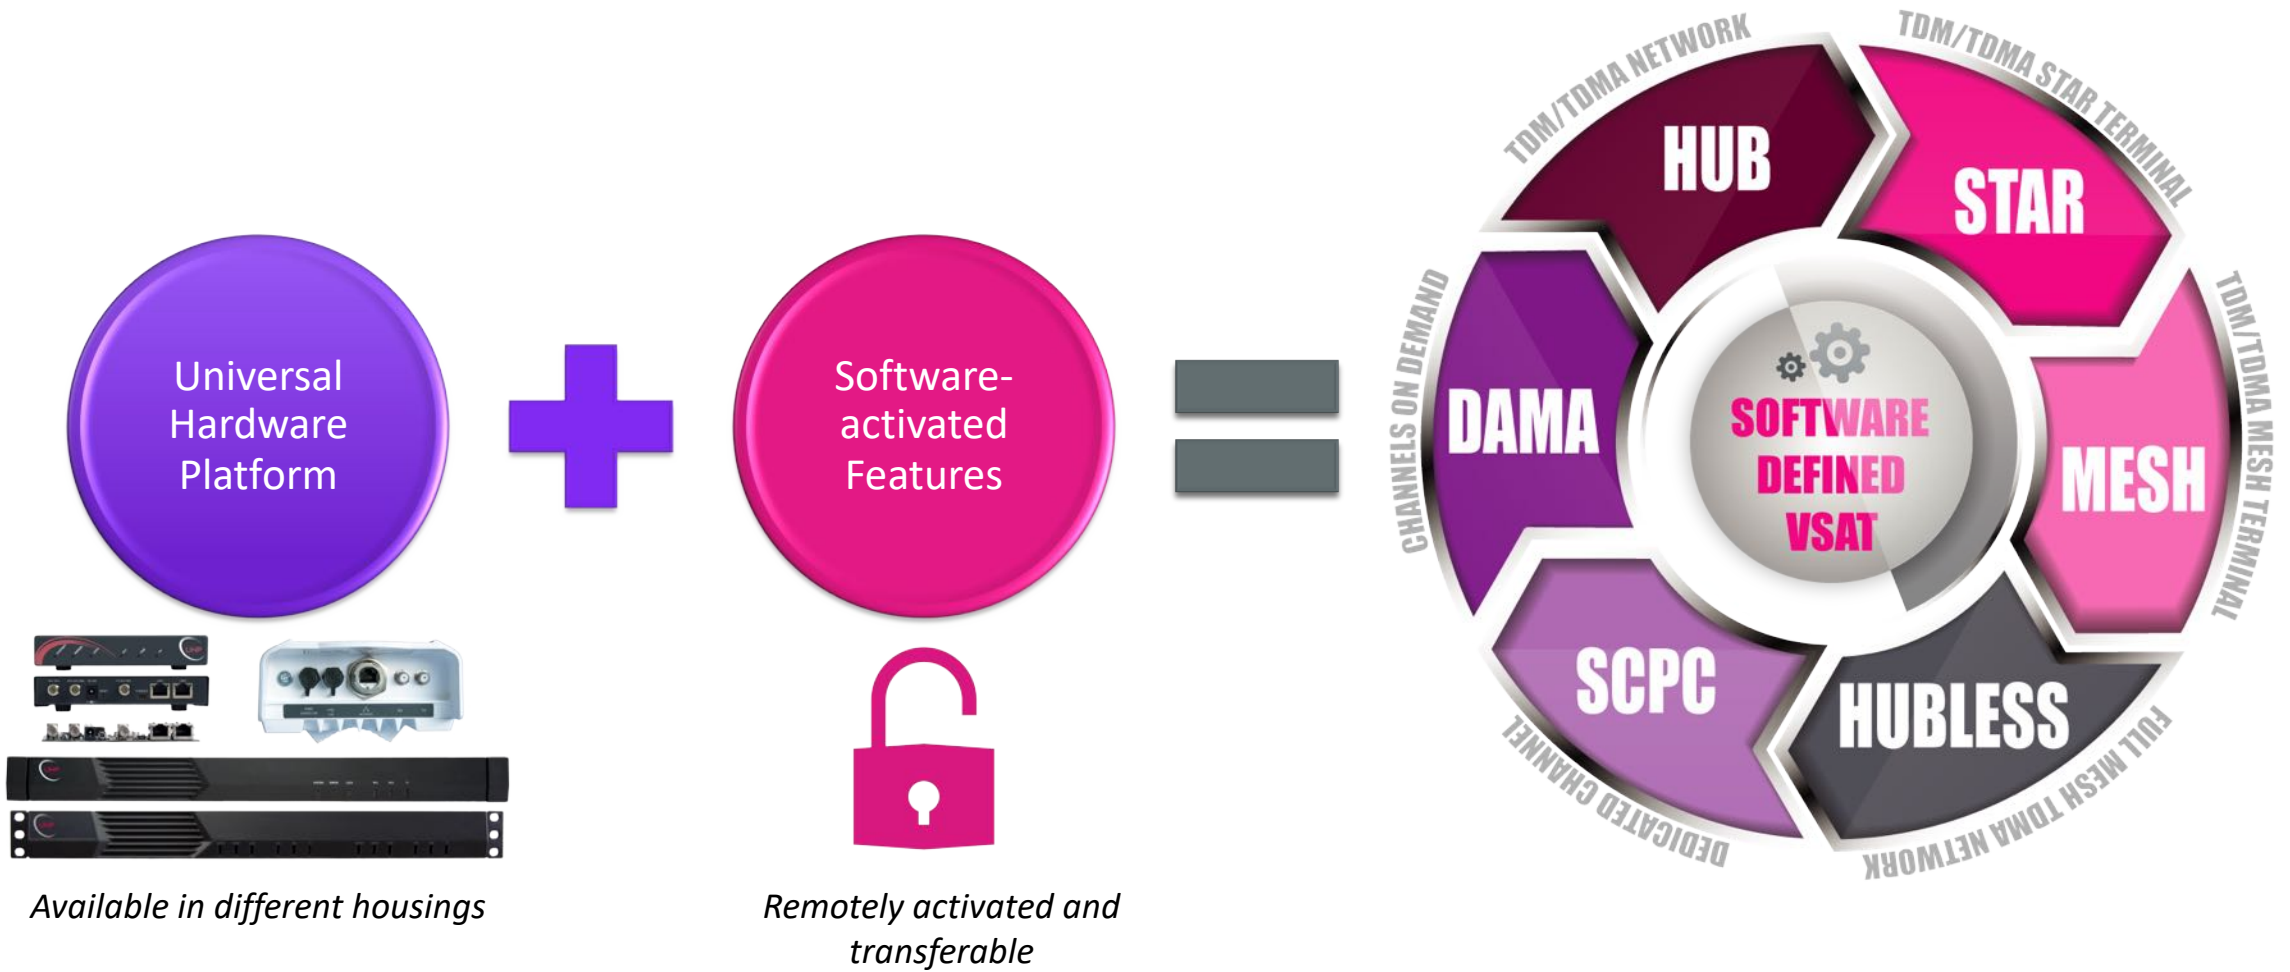 Universal
Hardware
Platform
Available in different housings
Software-
activated
Features
Remotely activated and
transferable
TDM/TDMA NETWORK
HUB
TDM/TDMA STAR TERMINAL
STAR
TDM/TDMA MESH TERMINAL
MESH
FULL MESH TDMA NETWORK
HUBLESS
DEDICATED CHANNEL
SCPC
CHANNELS ON DEMAND
DAMA
SOFTWARE
DEFINED
VSAT